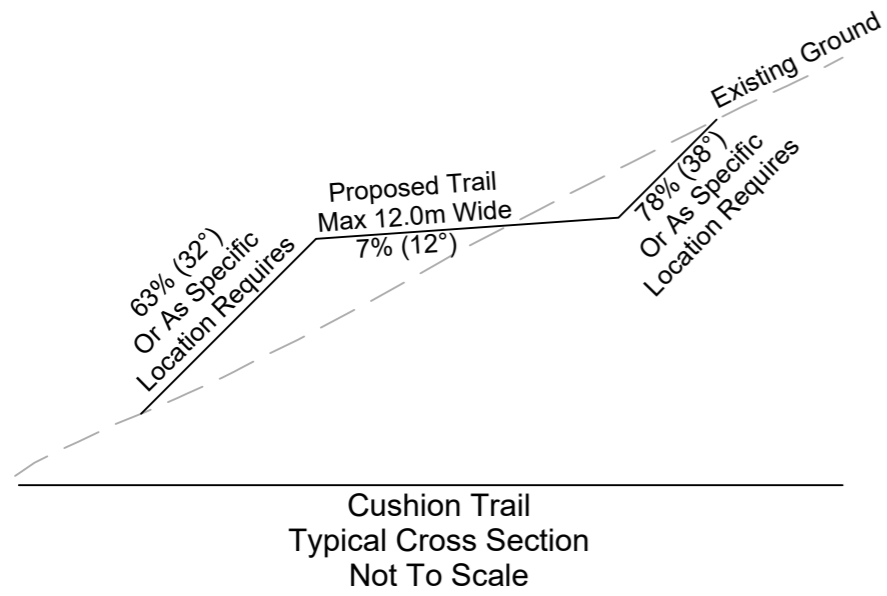 Existing Ground
Proposed Trail
Max 12.0m Wide
7% (12°)
63% (32°)
Or As Specific
Location Requires
78% (38°)
Or As Specific
Location Requires
Cushion Trail
Typical Cross Section
Not To Scale